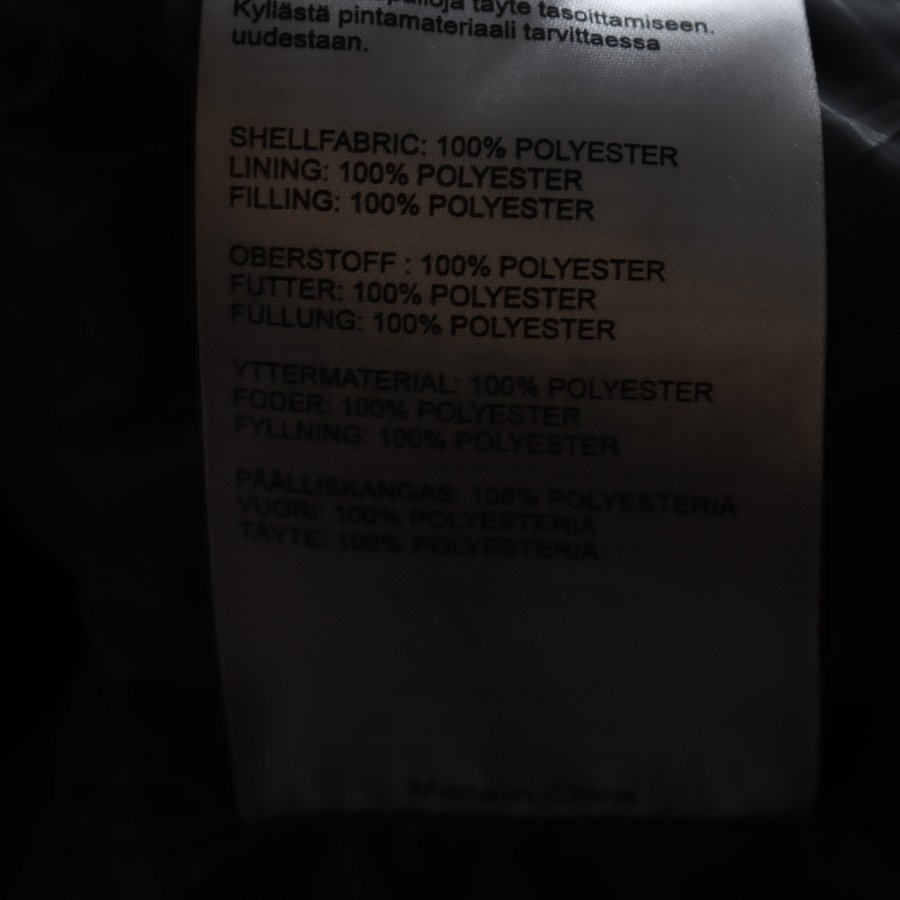 täyte tasoittamiseen.
Kyllästä pintamateriaali tarvittaessa
uudestaan.
SHELLFABRIC: 100% POLYESTER
LINING: 100% POLYESTER
FILLING: 100% POLYESTER
OBERSTOFF : 100% POLYESTER
FUTTER: 100% POLYESTER
FÜLLUNG: 100% POLYESTER
YTTERMATERIAL: 100% POLYESTER
FODER: 100% POLYESTER
FYLLNING: 100% POLYESTER
PÄÄLLISKANGAS: 100% POLYESTERIÄ
VUORI: 100% POLYESTERIÄ
TÄYTE: 100% POLYESTERIÄ
Made in China